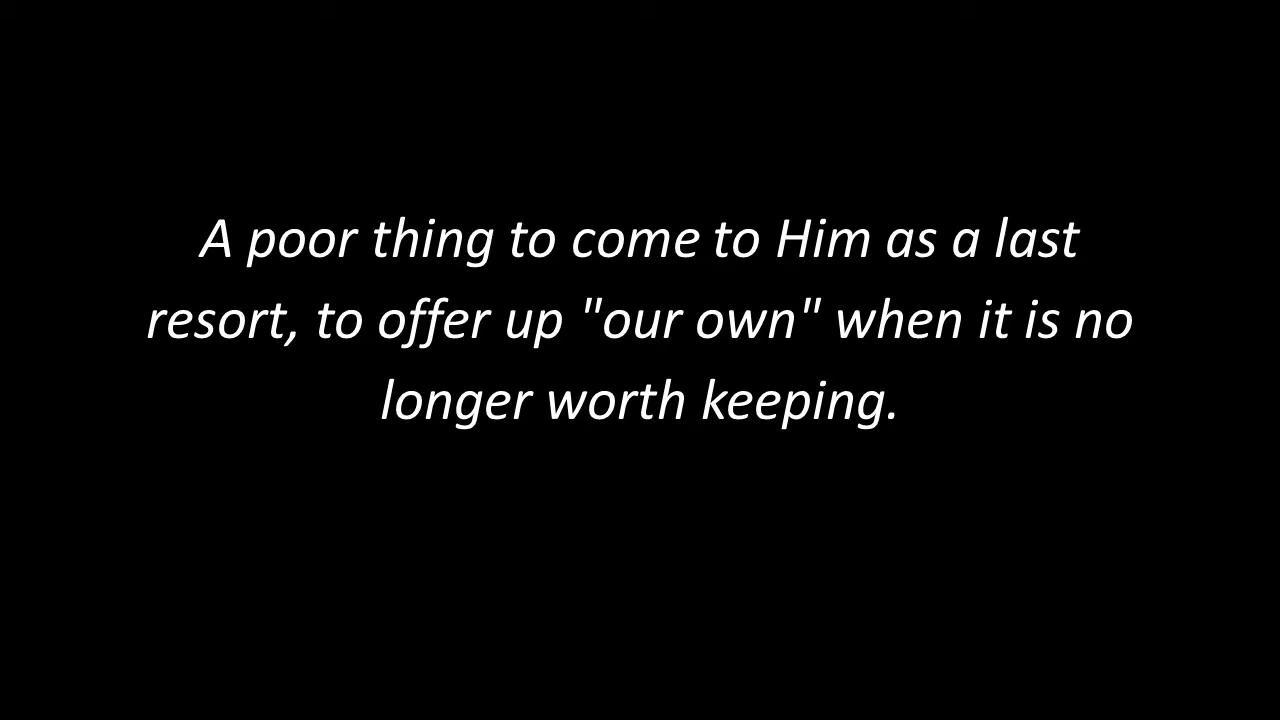 A poor thing to come to Him as a last
resort, to offer up "our own" when it is no
longer worth keeping.